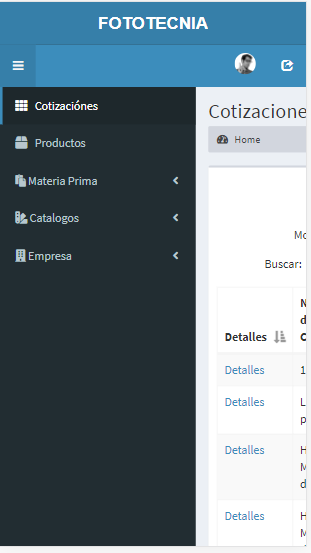 FOTOTECNIA
Cotizaciónes
Productos
Materia Prima
Catalogos
Empresa
Cotizacione
Home
Mo
Buscar:
N
d
Detalles C
Detalles 1
Detalles L
p
Detalles H
M
d
Detalles H
M